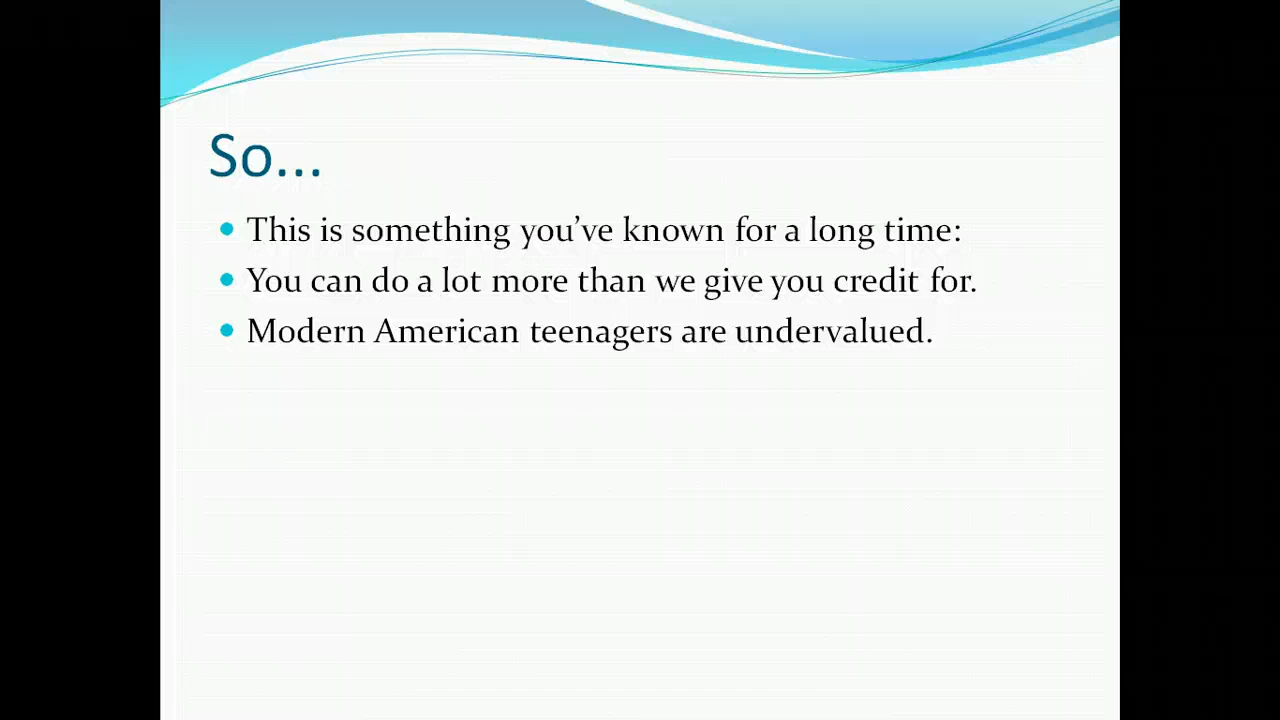 So...
This is something you’ve known for a long time:
You can do a lot more than we give you credit for.
Modern American teenagers are undervalued.